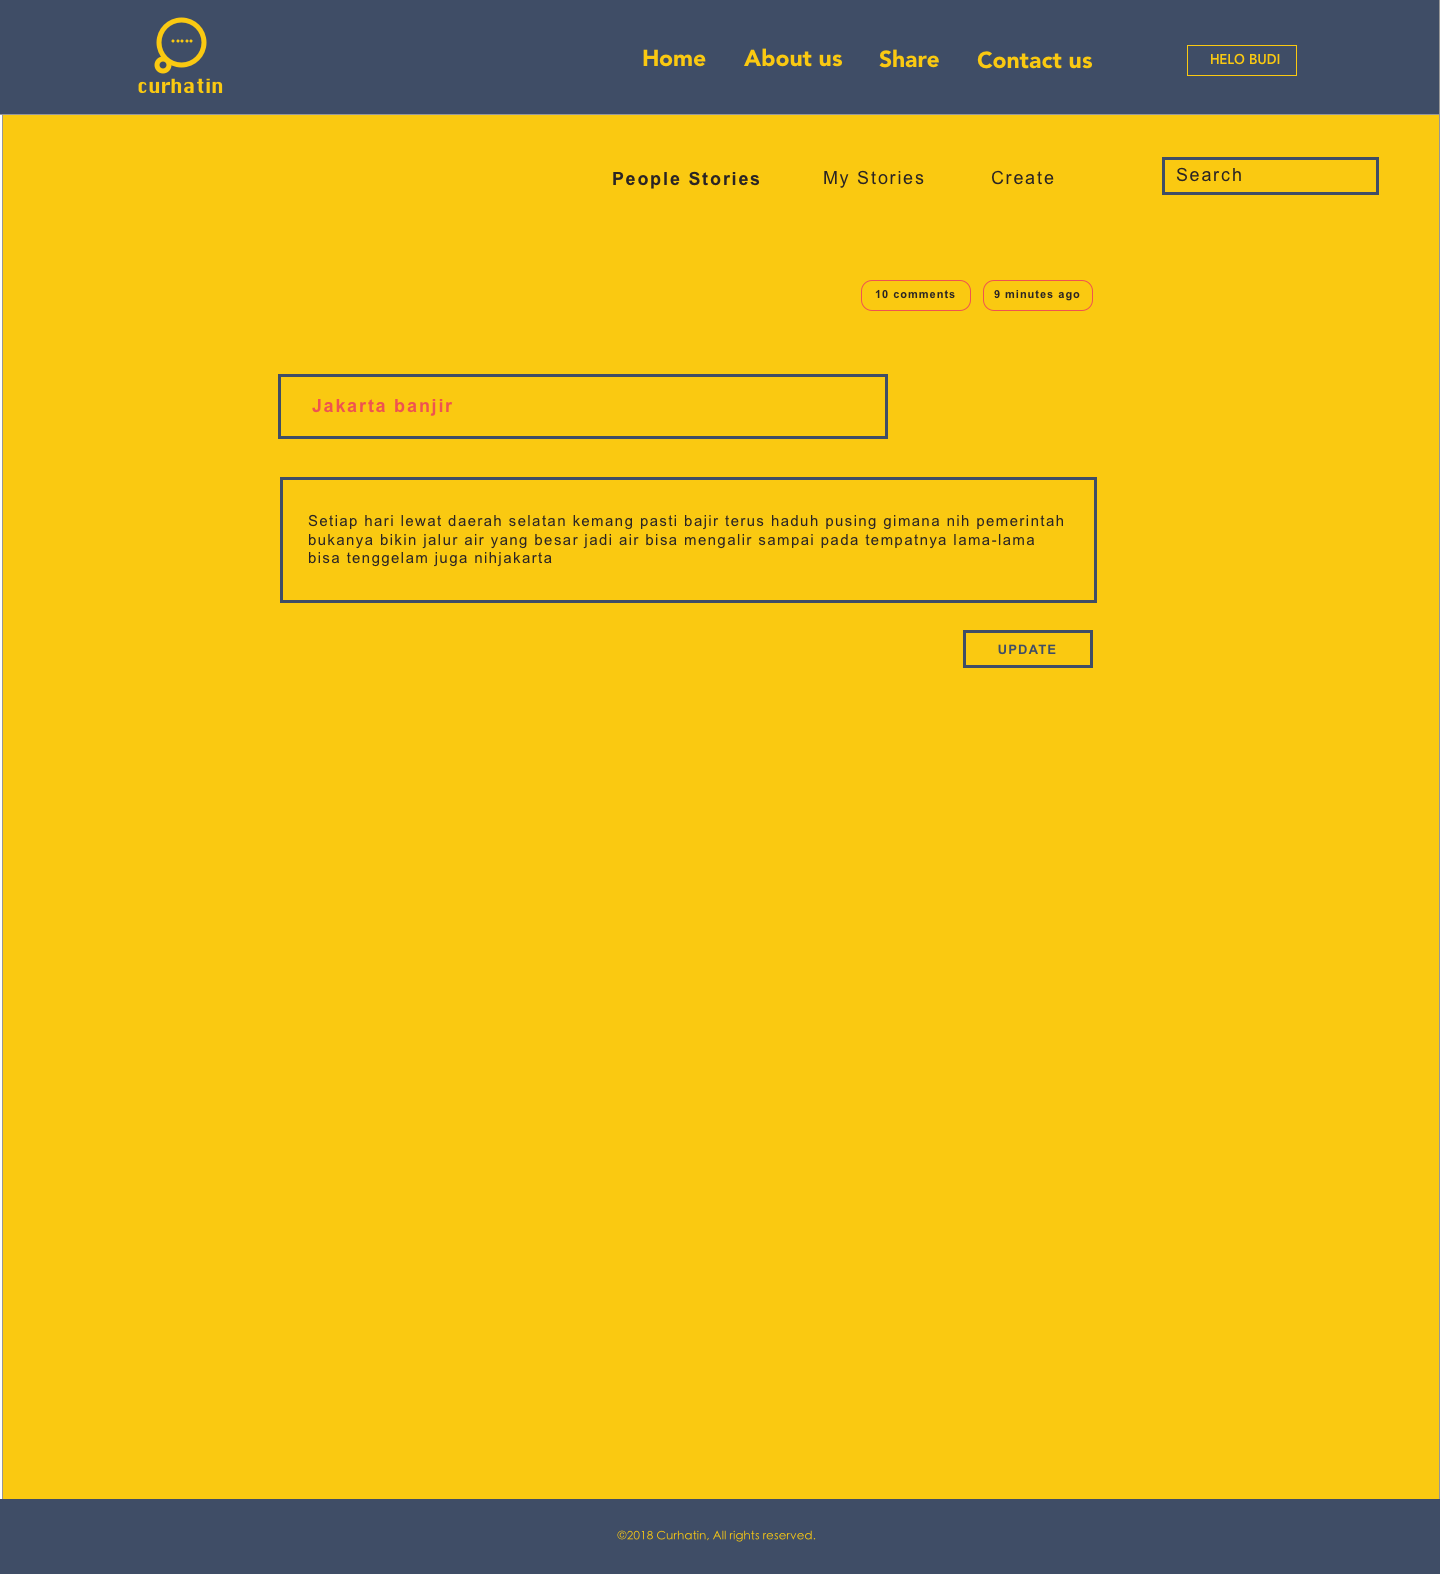 curhatin
Home
About us
Share
Contact us
HELO BUDI
People Stories
My Stories
Create
Search
10 comments
9 minutes ago
Jakarta banjir
Setiap hari lewat daerah selatan kemang pasti bajir terus haduh pusing gimana nih pemerintah
bukanya bikin jalur air yang besar jadi air bisa mengalir sampai pada tempatnya lama-lama
bisa tenggelam juga nihjakarta
UPDATE
©2018 Curhatin. All rights reserved.